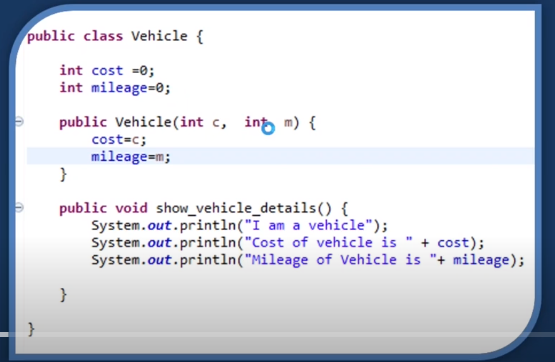 public class Vehicle {
int cost =0;
int mileage=0;
public Vehicle(int c, int m) {
cost=c;
mileage=m;
}
public void show_vehicle_details() {
System.out.println("I am a vehicle");
System.out.println("Cost of vehicle is " + cost);
System.out.println("Mileage of Vehicle is "+ mileage);
}
}